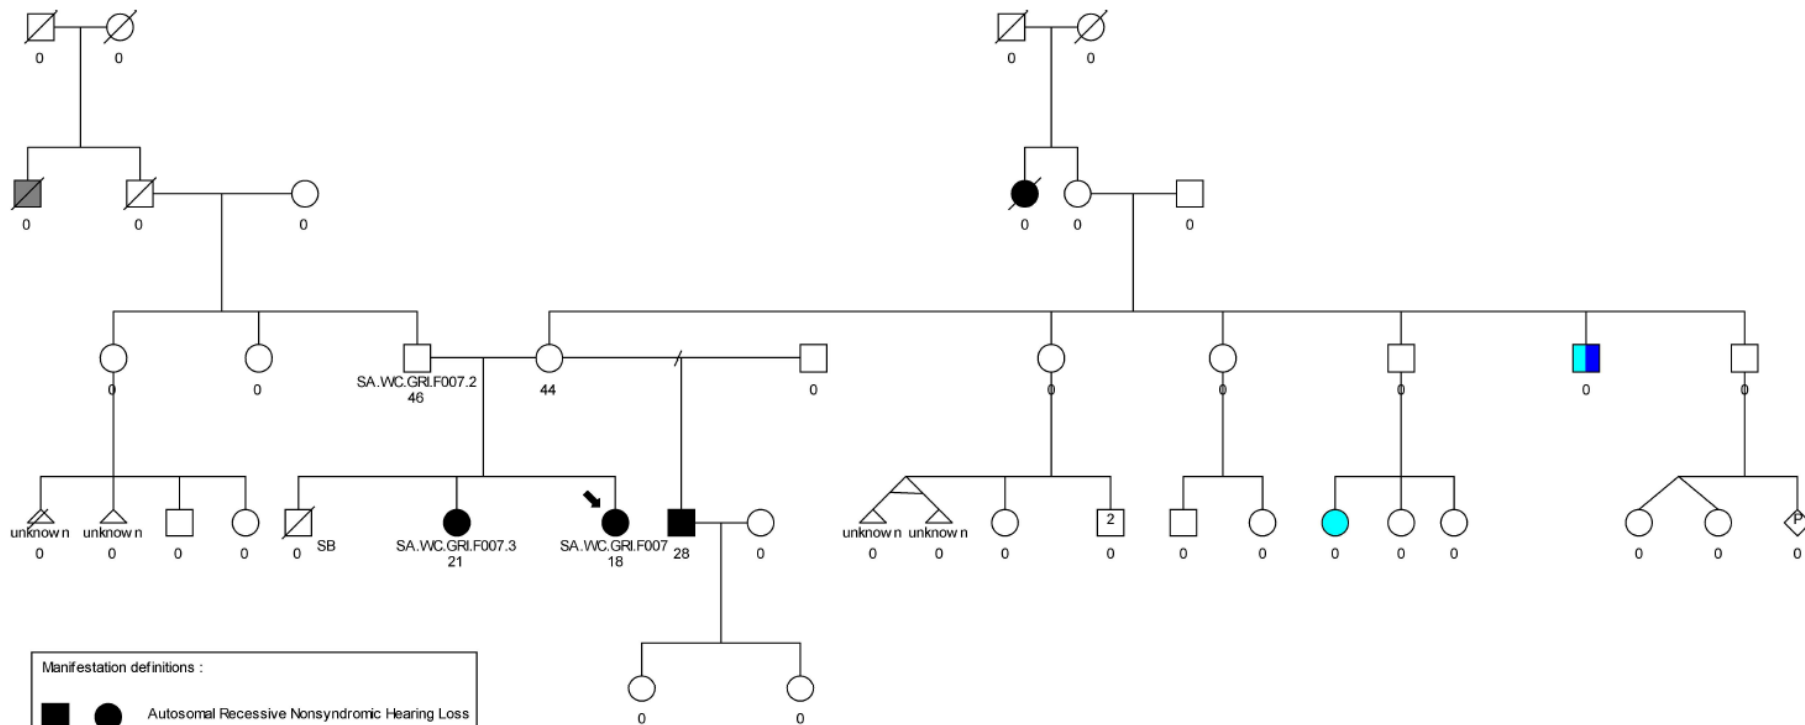 0 0 0 0
0 0 0 0 0 0
0 0 SA.WC.GRI.F007.2 44 0 0 0 0 0 0
46
unknown unknown SB SA.WC.GRI.F007.3 SA.WC.GRI.F007 unknown unknown 2 P
0 0 0 0 0 21 18 28 0 0 0 0 0 0 0 0 0 0 0 0 0
Manifestation definitions :
Autosomal Recessive Nonsyndromic Hearing Loss
0 0